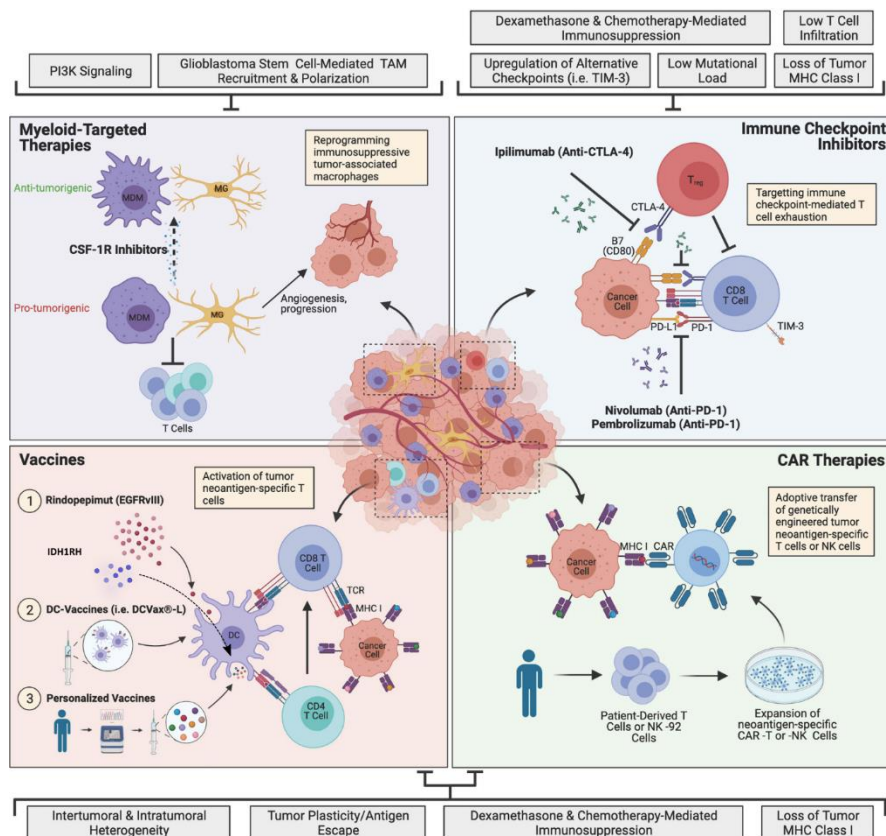 Dexamethasone & Chemotherapy-Mediated
Immunosuppression
Low T Cell
Infiltration
PI3K Signaling
Glioblastoma Stem Cell-Mediated TAM
Recruitment & Polarization
Upregulation of Alternative
Checkpoints (i.e. TIM-3)
Low Mutational
Load
Loss of Tumor
MHC Class I
Myeloid-Targeted
Therapies
Reprogramming
immunosuppressive
tumor-associated
macrophages
Anti-tumorigenic
MDM
MG
CSF-1R Inhibitors
Pro-tumorigenic
MDM
MG
Angiogenesis,
progression
T Cells
Immune Checkpoint
Inhibitors
Ipilimumab (Anti-CTLA-4)
Treg
CTLA-4
Targetting immune
checkpoint-mediated T
cell exhaustion
B7
(CD80)
Cancer
Cell
CD8
T Cell
PD-L1
PD-1
TIM-3
Nivolumab (Anti-PD-1)
Pembrolizumab (Anti-PD-1)
Vaccines
Activation of tumor
neoantigen-specific T
cells
1
Rindopepimut (EGFRvIII)
IDH1RH
2
DC-Vaccines (i.e. DCVax®-L)
3
Personalized Vaccines
CD8 T
Cell
TCR
MHC I
DC
Cancer
Cell
CD4
T Cell
CAR Therapies
Adoptive transfer
of genetically
engineered tumor
neoantigen-specific
T cells or NK cells
MHC I
CAR
Cancer
Cell
Patient-Derived T
Cells or NK -92
Cells
Expansion of
neoantigen-specific
CAR -T or -NK Cells
Intertumoral & Intratumoral
Heterogeneity
Tumor Plasticity/Antigen
Escape
Dexamethasone & Chemotherapy-Mediated
Immunosuppression
Loss of Tumor
MHC Class I